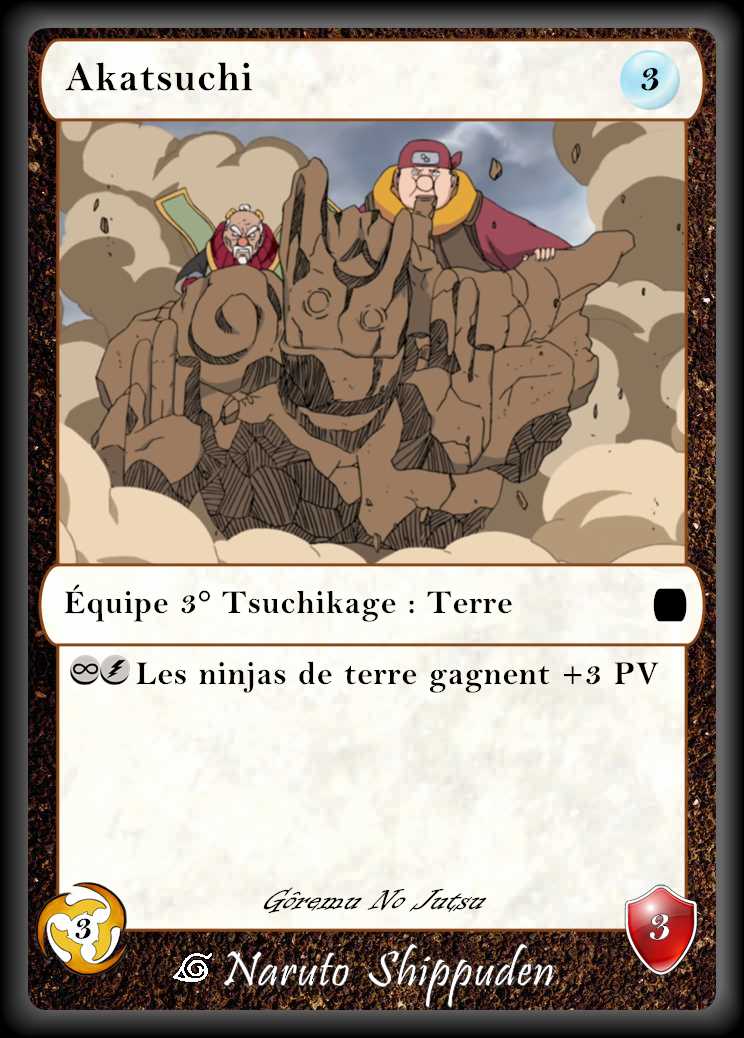 Akatsuchi
3
Équipe 3° Tsuchikage : Terre
Les ninjas de terre gagnent +3 PV
Gôremu No Jutsu
3
3
Naruto Shippuden